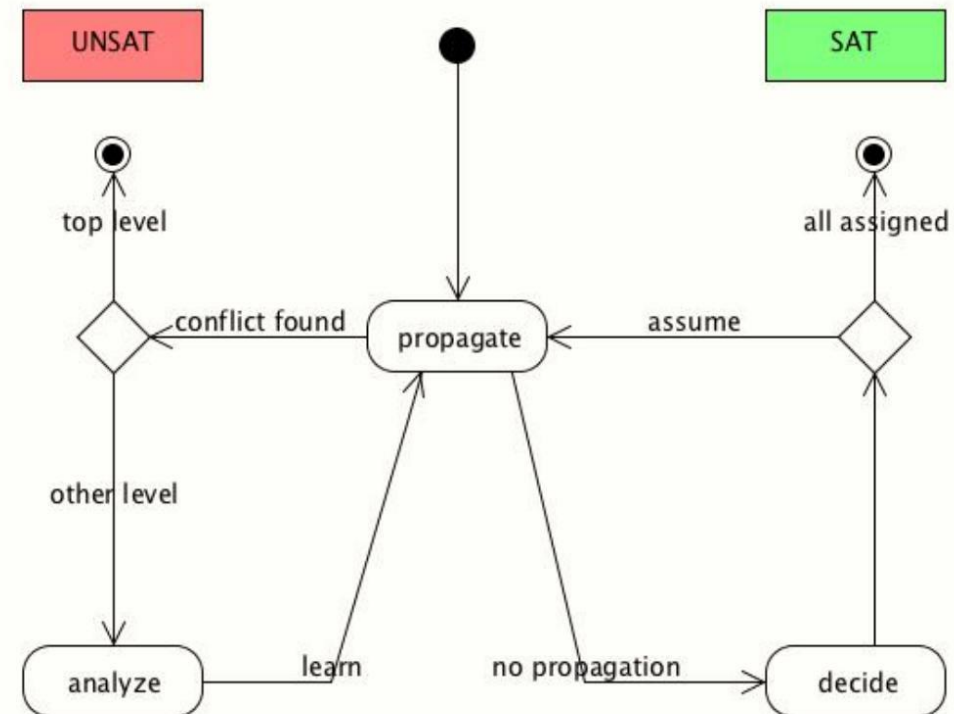 UNSAT
SAT
top level
all assigned
conflict found
propagate
assume
other level
analyze
learn
no propagation
decide